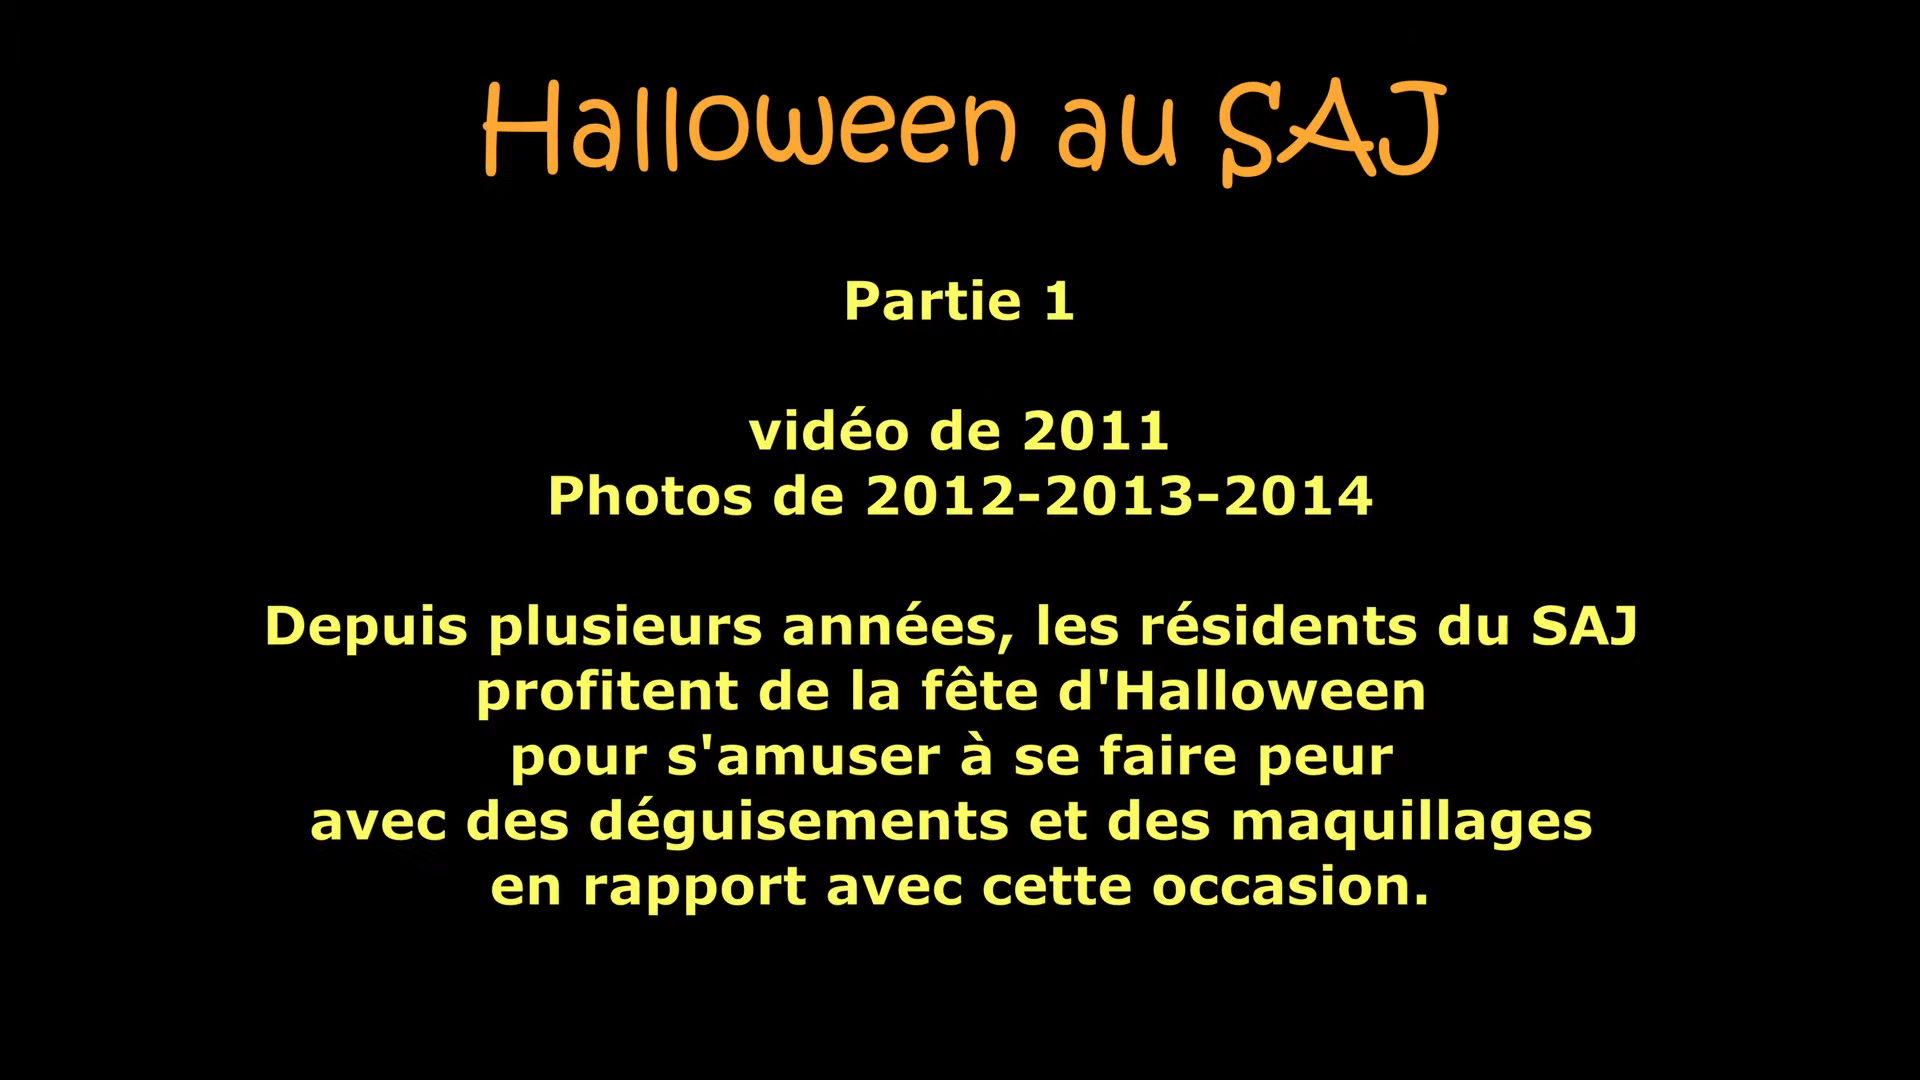 Halloween au SAJ
Partie 1
vidéo de 2011
Photos de 2012-2013-2014
Depuis plusieurs années, les résidents du SAJ
profitent de la fête d'Halloween
pour s'amuser à se faire peur
avec des déguisements et des maquillages
en rapport avec cette occasion.